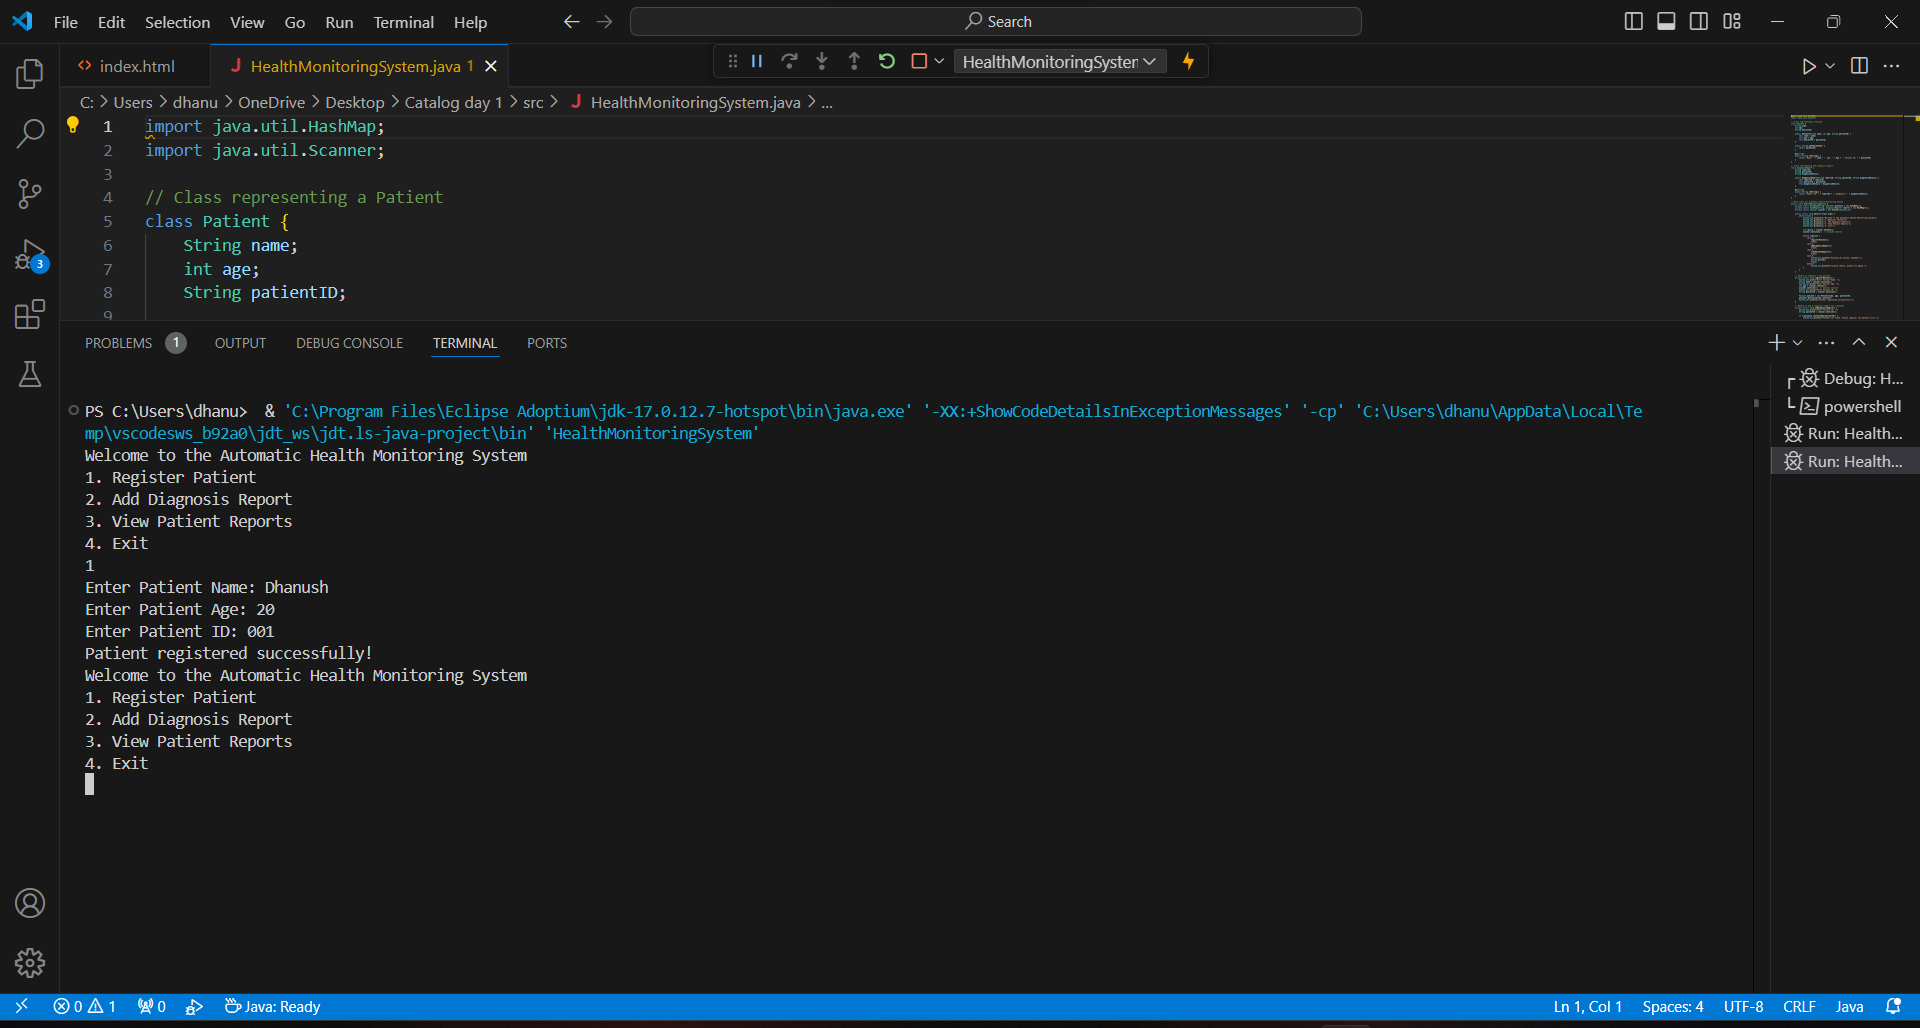 File Edit Selection View Go Run Terminal Help Search
index.html HealthMonitoringSystem.java 1 HealthMonitoringSyster
C: > Users > dhanu > OneDrive > Desktop > Catalog day 1 > src > HealthMonitoringSystem.java > ...
1 import java.util.HashMap;
2 import java.util.Scanner;
3
4 // Class representing a Patient
5 class Patient {
6 String name;
7 int age;
8 String patientID;
9
PROBLEMS 1 OUTPUT DEBUG CONSOLE TERMINAL PORTS
PS C:\Users\dhanu> & 'C:\Program Files\Eclipse Adoptium\jdk-17.0.12.7-hotspot\bin\java.exe' '-XX:+ShowCodeDetailsInExceptionMessages' '-cp' 'C:\Users\dhanu\AppData\Local\Te
mp\vscodesws_b92a0\jdt_ws\jdt.ls-java-project\bin' 'HealthMonitoringSystem'
Welcome to the Automatic Health Monitoring System
1. Register Patient
2. Add Diagnosis Report
3. View Patient Reports
4. Exit
1
Enter Patient Name: Dhanush
Enter Patient Age: 20
Enter Patient ID: 001
Patient registered successfully!
Welcome to the Automatic Health Monitoring System
1. Register Patient
2. Add Diagnosis Report
3. View Patient Reports
4. Exit
Debug: H...
powershell
Run: Health...
Run: Health...
3
0 1 0 Java: Ready Ln 1, Col 1 Spaces: 4 UTF-8 CRLF Java